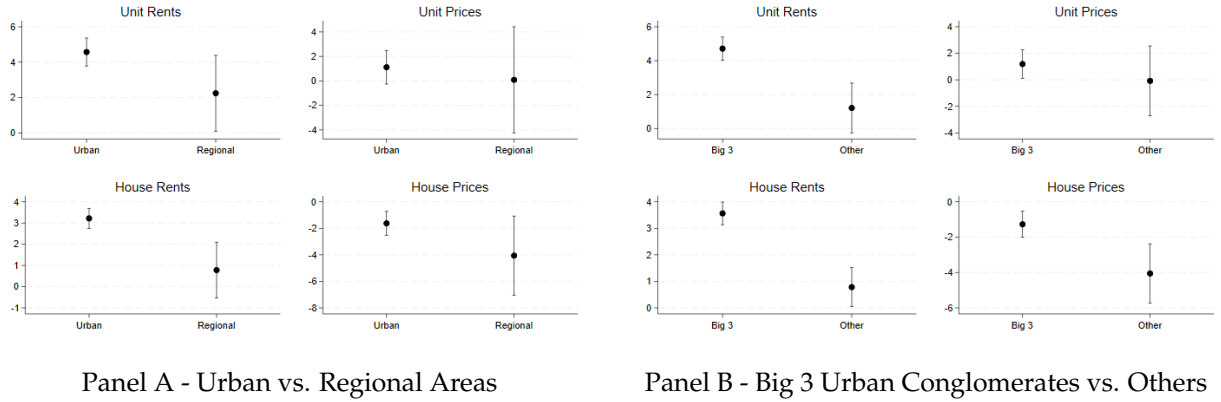 Unit Rents
6
4
2
0
Urban
Regional
Unit Prices
4
2
0
-2
-4
Urban
Regional
House Rents
4
3
2
1
0
-1
Urban
Regional
House Prices
0
-2
-4
-6
-8
Urban
Regional
Panel A - Urban vs. Regional Areas
Unit Rents
6
4
2
0
Big 3
Other
Unit Prices
4
2
0
-2
-4
Big 3
Other
House Rents
4
3
2
1
0
Big 3
Other
House Prices
0
-2
-4
-6
Big 3
Other
Panel B - Big 3 Urban Conglomerates vs. Others